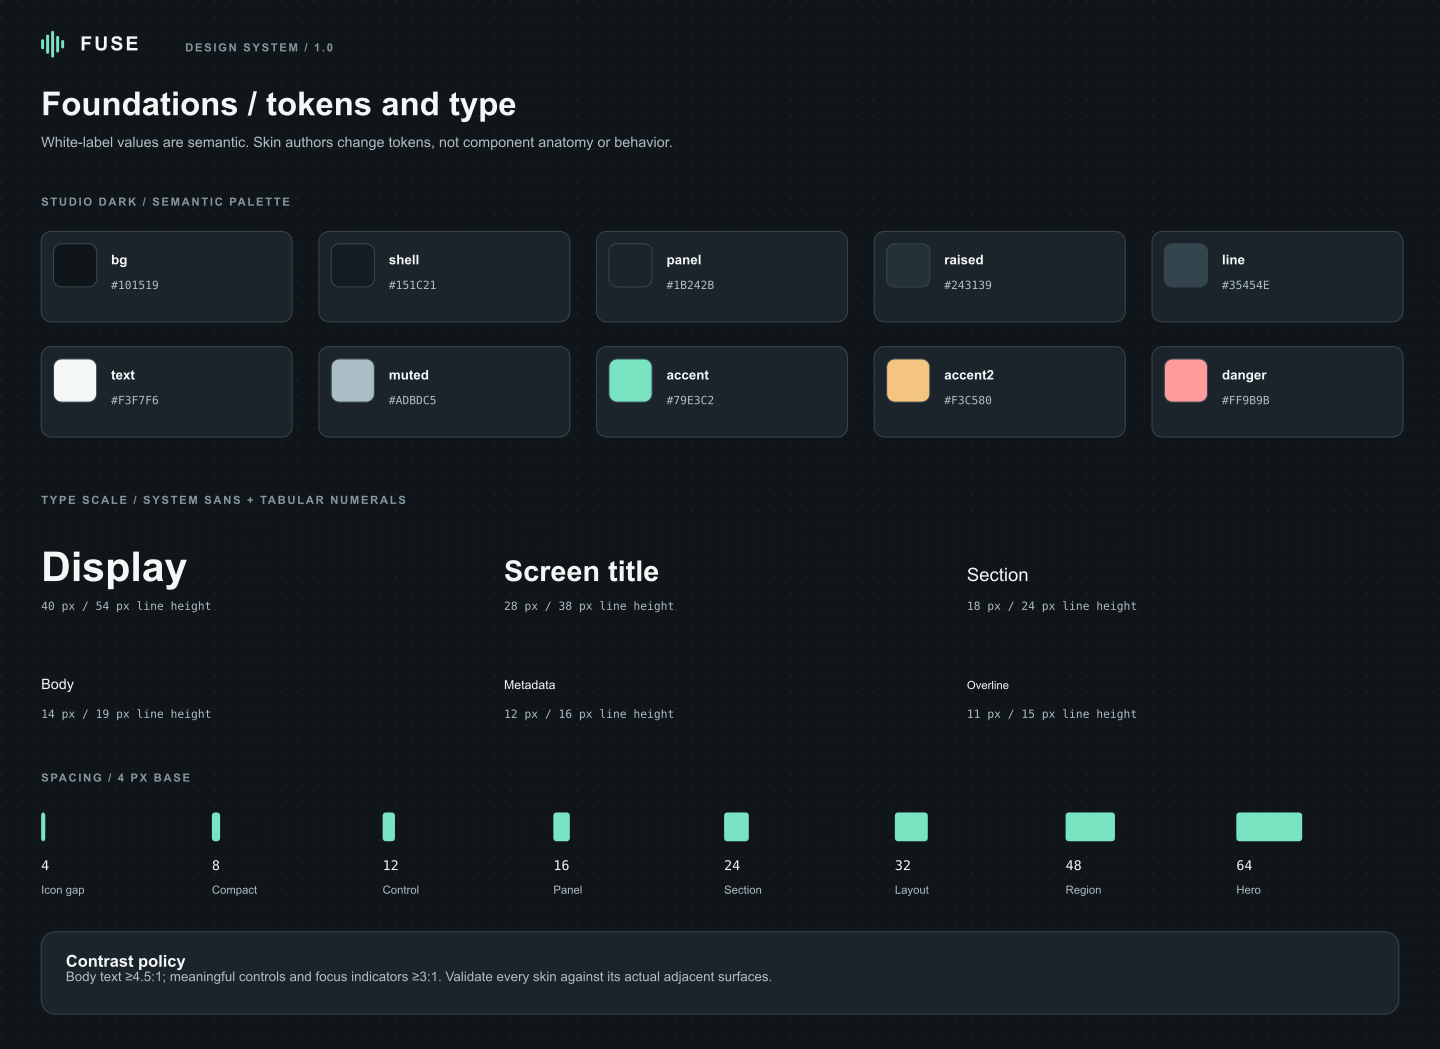 FUSE
DESIGN SYSTEM / 1.0
Foundations / tokens and type
White-label values are semantic. Skin authors change tokens, not component anatomy or behavior.
STUDIO DARK / SEMANTIC PALETTE
bg
#101519
shell
#151C21
panel
#1B242B
raised
#243139
line
#35454E
text
#F3F7F6
muted
#ADBDC5
accent
#79E3C2
accent2
#F3C580
danger
#FF9B9B
TYPE SCALE / SYSTEM SANS + TABULAR NUMERALS
Display
40 px / 54 px line height
Screen title
28 px / 38 px line height
Section
18 px / 24 px line height
Body
14 px / 19 px line height
Metadata
12 px / 16 px line height
Overline
11 px / 15 px line height
SPACING / 4 PX BASE
4
Icon gap
8
Compact
12
Control
16
Panel
24
Section
32
Layout
48
Region
64
Hero
Contrast policy
Body text ≥4.5:1; meaningful controls and focus indicators ≥3:1. Validate every skin against its actual adjacent surfaces.